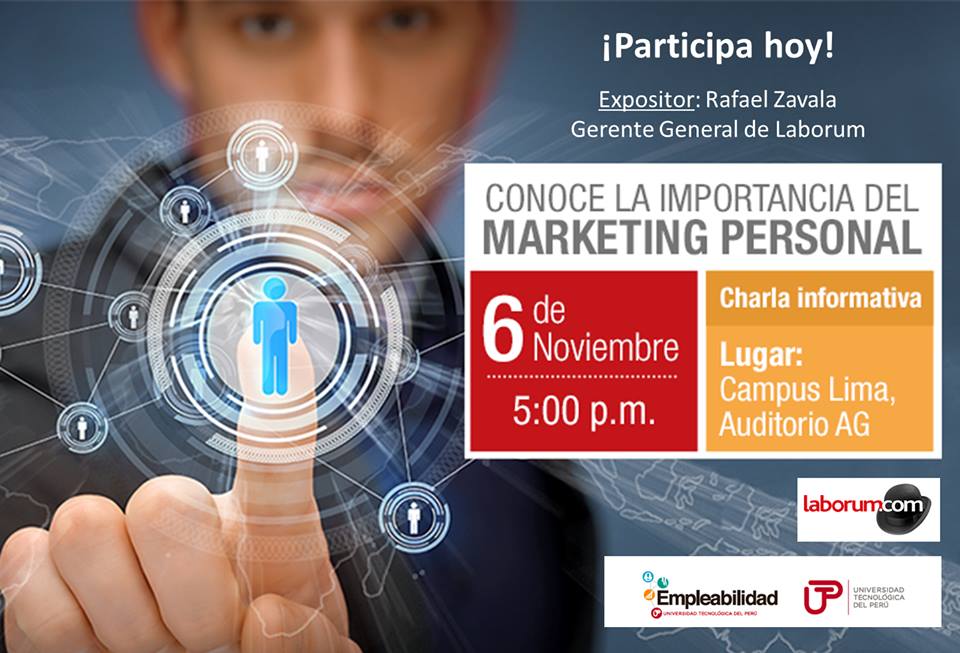 ¡Participa hoy!
Expositor: Rafael Zavala
Gerente General de Laborum
CONOCE LA IMPORTANCIA DEL
MARKETING PERSONAL
6 de
Noviembre
5:00 p.m.
Charla informativa
Lugar:
Campus Lima,
Auditorio AG
laborum.com
Empleabilidad
UNIVERSIDAD TECNOLÓGICA DEL PERÚ
UTP
UNIVERSIDAD
TECNOLÓGICA
DEL PERÚ